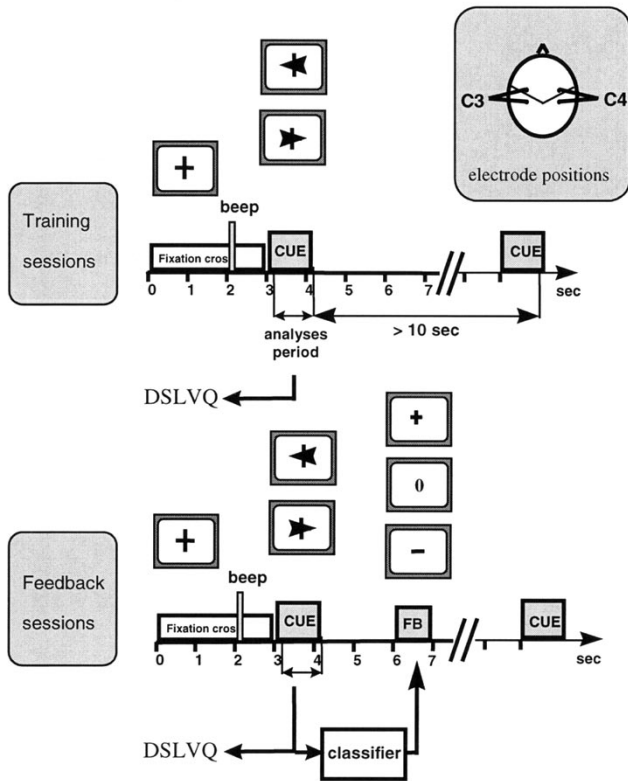 C3 C4
electrode positions
+
Training
sessions
beep
Fixation cros
CUE
CUE
0 1 2 3 4 5 6 7
sec
analyses
period
> 10 sec
DSLVQ
+
0
−
+
Feedback
sessions
beep
Fixation cros
CUE
FB
CUE
0 1 2 3 4 5 6 7
sec
DSLVQ
classifier